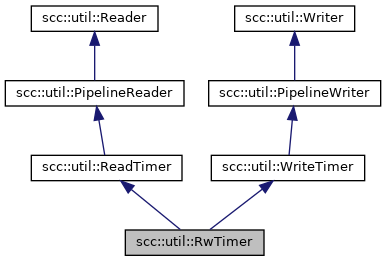 scc::util::Reader
scc::util::Writer
scc::util::PipelineReader
scc::util::PipelineWriter
scc::util::ReadTimer
scc::util::WriteTimer
scc::util::RwTimer